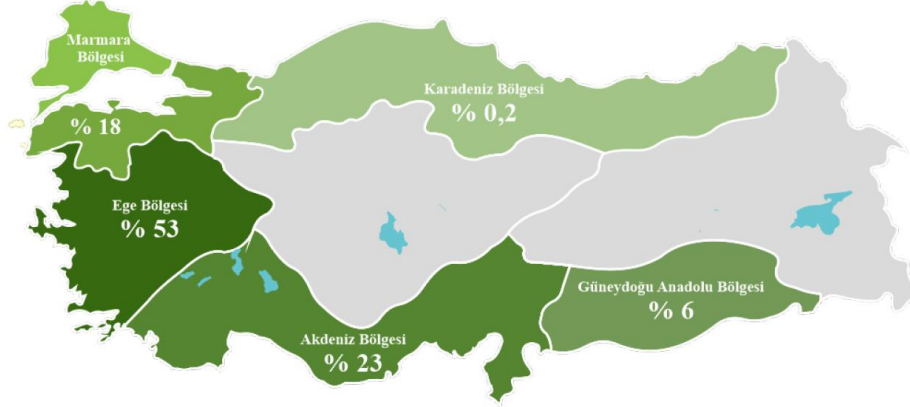 Marmara
Bölgesi
% 18
Karadeniz Bölgesi
% 0,2
Ege Bölgesi
% 53
Güneydoğu Anadolu Bölgesi
% 6
Akdeniz Bölgesi
% 23